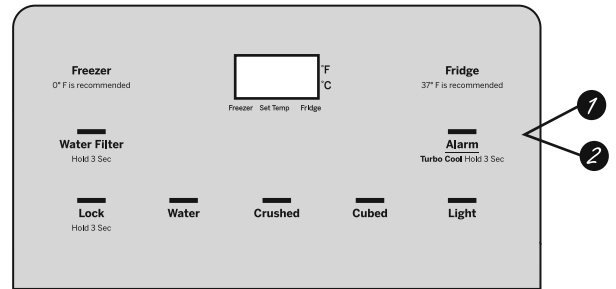 °F
Freezer
Fridge
0° F is recommended
°C
37° F is recommended
Freezer Set Temp Fridge
1
Water Filter
Alarm
Hold 3 Sec
Turbo Cool Hold 3 Sec
2
Lock
Water
Crushed
Cubed
Light
Hold 3 Sec